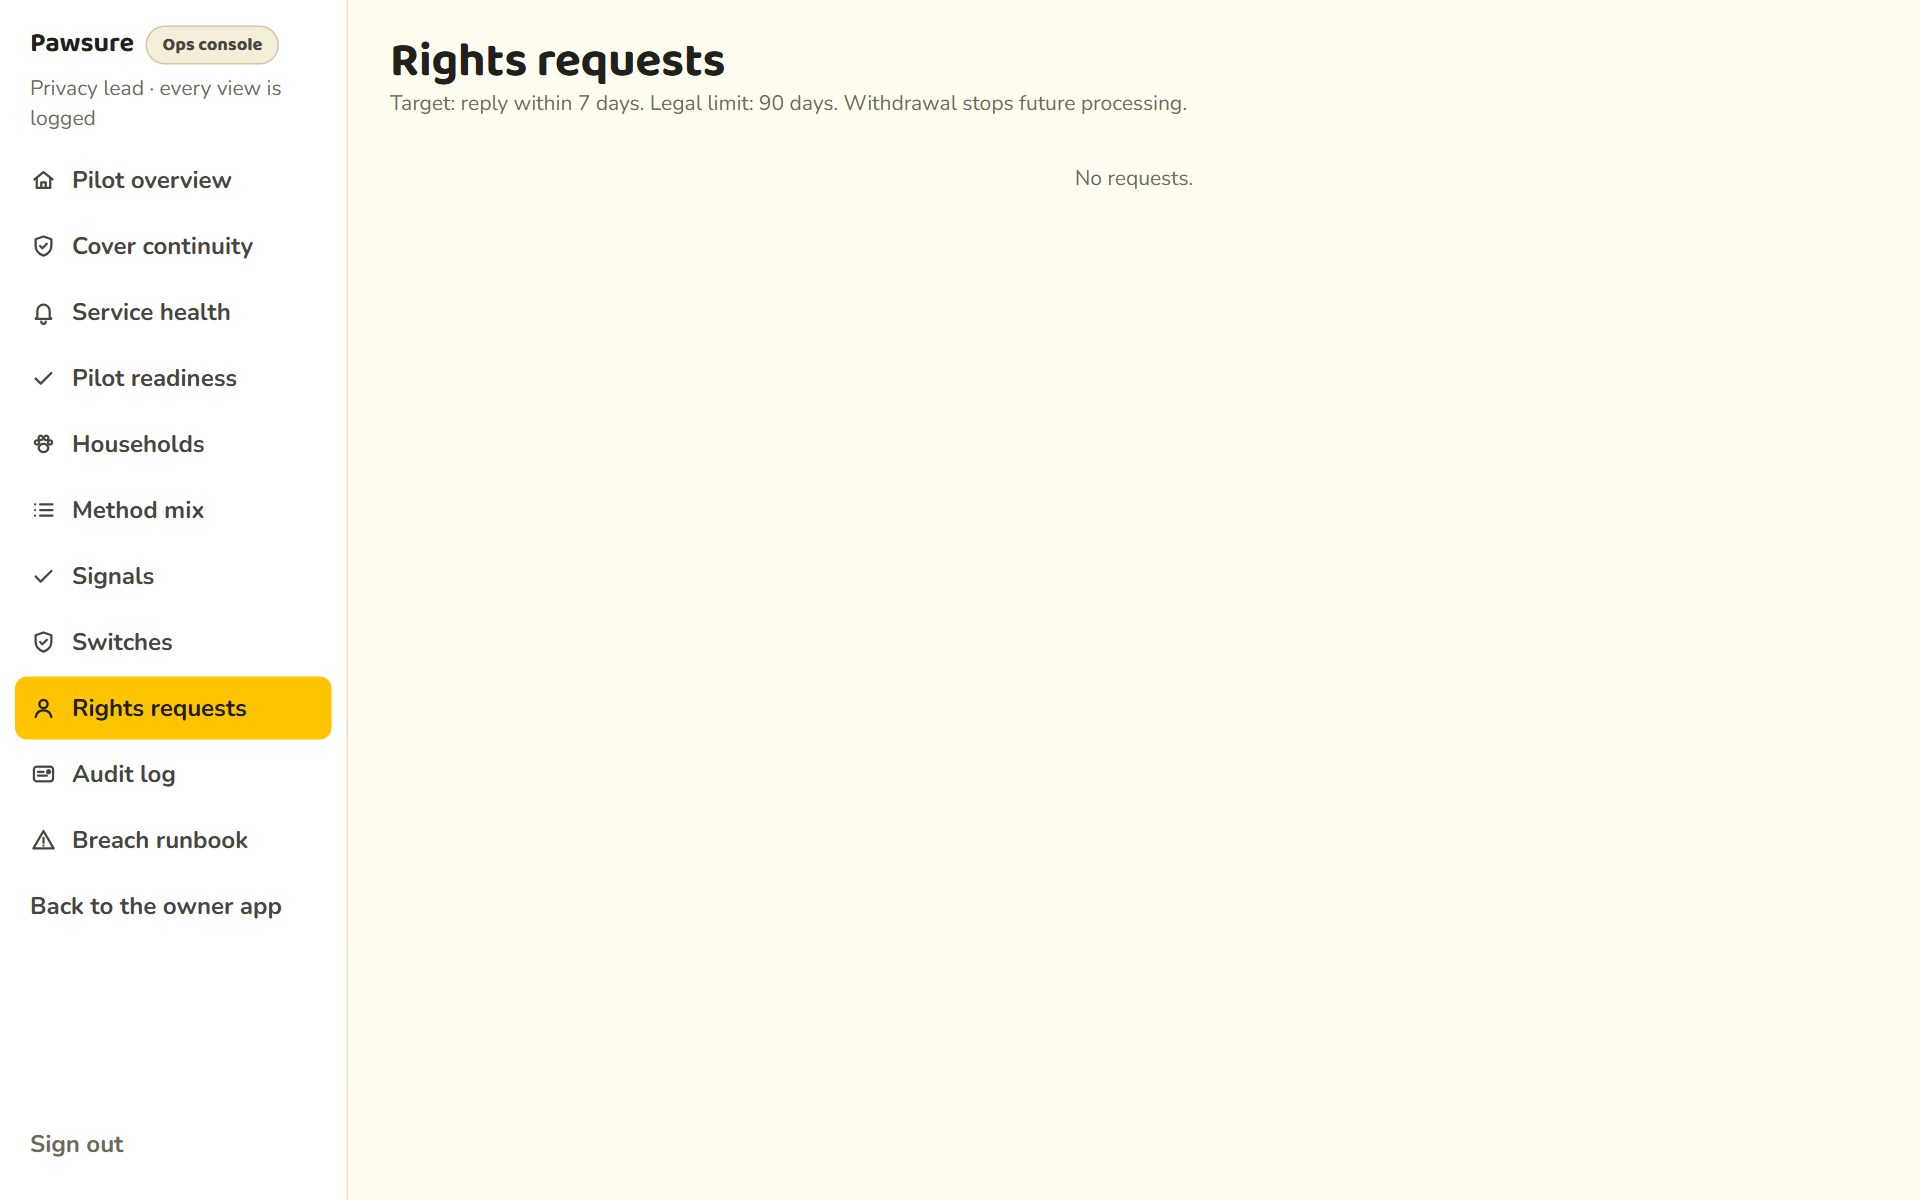 Pawsure
Ops console
Privacy lead · every view is
logged
Pilot overview
Cover continuity
Service health
Pilot readiness
Households
Method mix
Signals
Switches
Rights requests
Audit log
Breach runbook
Back to the owner app
Sign out
Rights requests
Target: reply within 7 days. Legal limit: 90 days. Withdrawal stops future processing.
No requests.